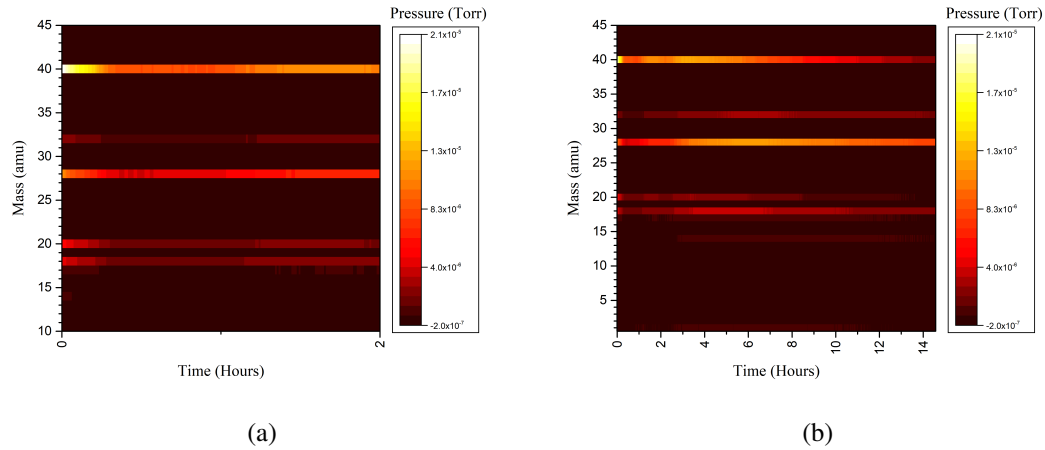 Pressure (Torr)
2.1x10⁻⁵
1.7x10⁻⁵
1.3x10⁻⁵
8.3x10⁻⁶
4.0x10⁻⁶
-2.0x10⁻⁷
45
40
35
30
25
20
15
10
Mass (amu)
0
2
Time (Hours)
(a)
Pressure (Torr)
2.1x10⁻⁵
1.7x10⁻⁵
1.3x10⁻⁵
8.3x10⁻⁶
4.0x10⁻⁶
-2.0x10⁻⁷
45
40
35
30
25
20
15
10
5
Mass (amu)
0
2
4
6
8
10
12
14
Time (Hours)
(b)